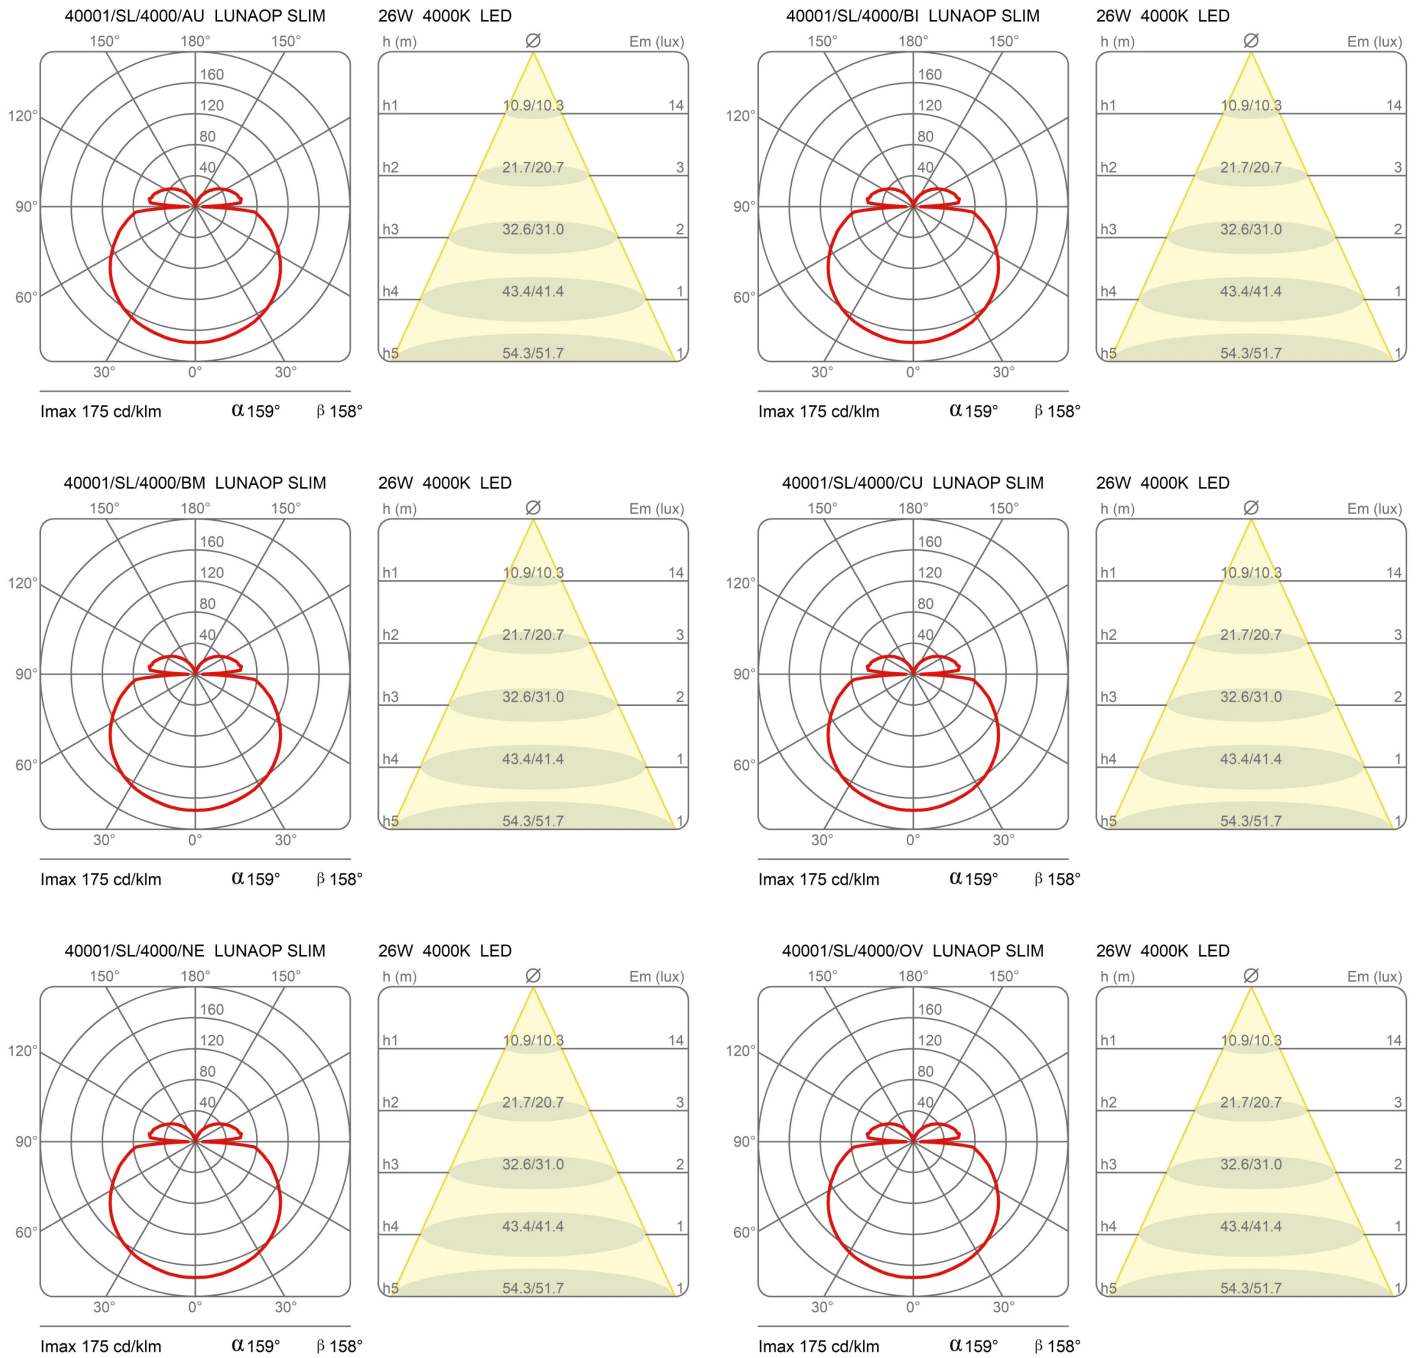 40001/SL/4000/AU LUNAOP SLIM
150° 180° 150°
160
120
120°
80
40
90°
60°
30° 0° 30°
Imax 175 cd/klm α 159° β 158°
26W 4000K LED
h (m) Ø Em (lux)
h1 10.9/10.3 14
h2 21.7/20.7 3
h3 32.6/31.0 2
h4 43.4/41.4 1
h5 54.3/51.7 1
40001/SL/4000/BI LUNAOP SLIM
150° 180° 150°
160
120
120°
80
40
90°
60°
30° 0° 30°
Imax 175 cd/klm α 159° β 158°
26W 4000K LED
h (m) Ø Em (lux)
h1 10.9/10.3 14
h2 21.7/20.7 3
h3 32.6/31.0 2
h4 43.4/41.4 1
h5 54.3/51.7 1
40001/SL/4000/BM LUNAOP SLIM
150° 180° 150°
160
120
120°
80
40
90°
60°
30° 0° 30°
Imax 175 cd/klm α 159° β 158°
26W 4000K LED
h (m) Ø Em (lux)
h1 10.9/10.3 14
h2 21.7/20.7 3
h3 32.6/31.0 2
h4 43.4/41.4 1
h5 54.3/51.7 1
40001/SL/4000/CU LUNAOP SLIM
150° 180° 150°
160
120
120°
80
40
90°
60°
30° 0° 30°
Imax 175 cd/klm α 159° β 158°
26W 4000K LED
h (m) Ø Em (lux)
h1 10.9/10.3 14
h2 21.7/20.7 3
h3 32.6/31.0 2
h4 43.4/41.4 1
h5 54.3/51.7 1
40001/SL/4000/NE LUNAOP SLIM
150° 180° 150°
160
120
120°
80
40
90°
60°
30° 0° 30°
Imax 175 cd/klm α 159° β 158°
26W 4000K LED
h (m) Ø Em (lux)
h1 10.9/10.3 14
h2 21.7/20.7 3
h3 32.6/31.0 2
h4 43.4/41.4 1
h5 54.3/51.7 1
40001/SL/4000/OV LUNAOP SLIM
150° 180° 150°
160
120
120°
80
40
90°
60°
30° 0° 30°
Imax 175 cd/klm α 159° β 158°
26W 4000K LED
h (m) Ø Em (lux)
h1 10.9/10.3 14
h2 21.7/20.7 3
h3 32.6/31.0 2
h4 43.4/41.4 1
h5 54.3/51.7 1